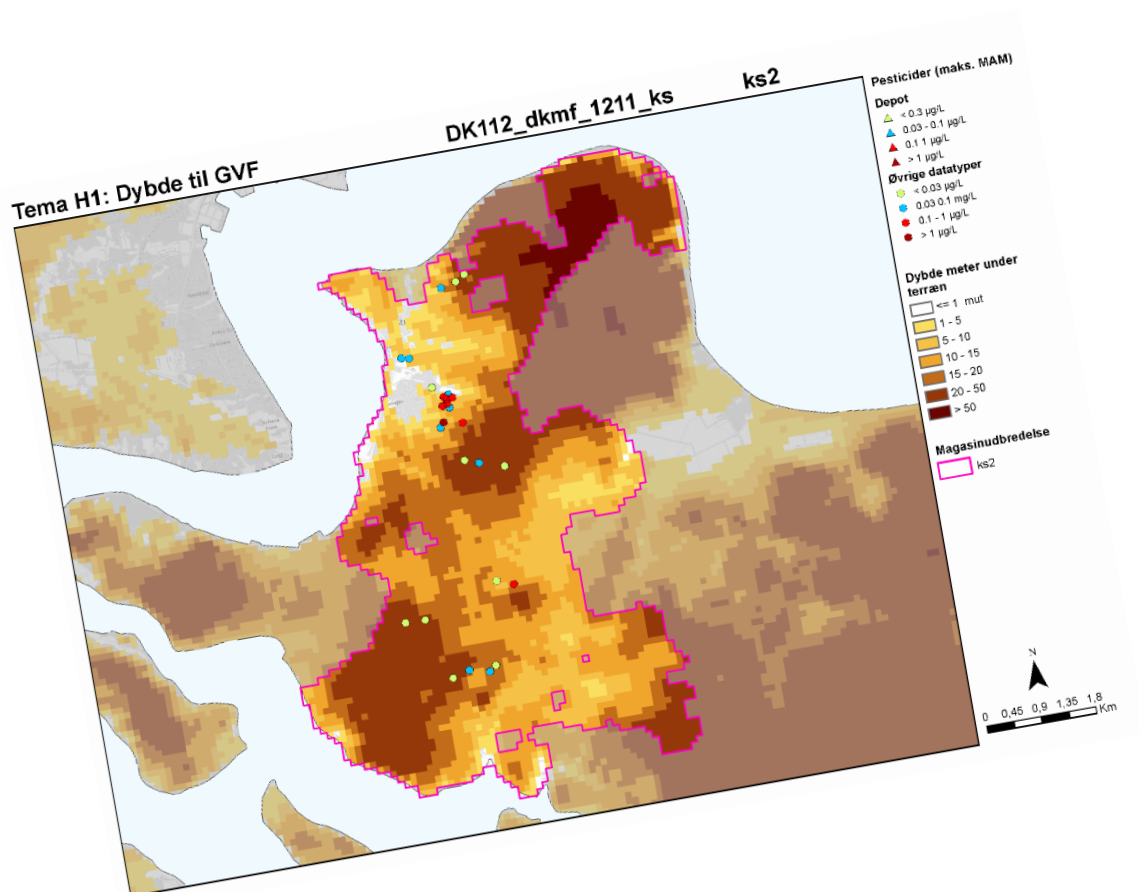 Tema H1: Dybde til GVF
DK112_dkmf_1211_ks
ks2
Pesticider (maks. MAM)
Depot
< 0.3 µg/L
0.03 - 0.1 µg/L
0.1 1 µg/L
> 1 µg/L
Øvrige datatyper
< 0.03 µg/L
0.03 0.1 mg/L
0.1 - 1 µg/L
> 1 µg/L
Dybde meter under
terræn
<= 1 mut
1 - 5
5 - 10
10 - 15
15 - 20
20 - 50
> 50
Magasinudbredelse
ks2
N
0 0,45 0,9 1,35 1,8
Km